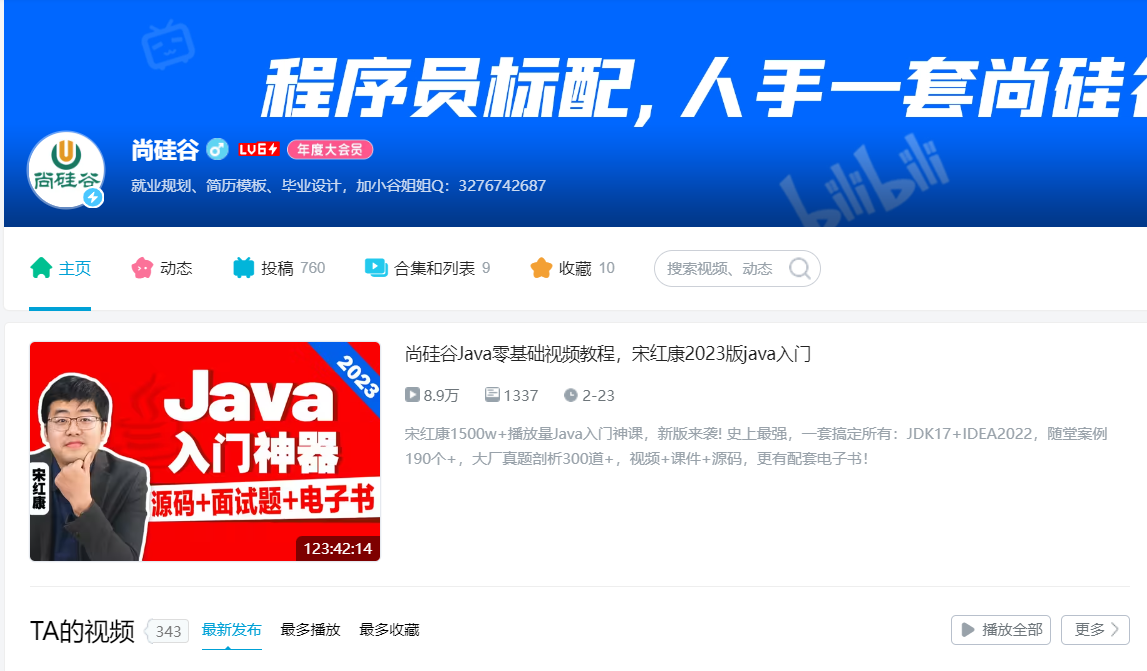 程序员标配,人手一套尚硅谷
bilibili
尚硅谷
尚硅谷 LV6 年度大会员
就业规划、简历模板、毕业设计，加小谷姐姐Q：3276742687
主页 动态 投稿 760 合集和列表 9 收藏 10 搜索视频、动态
2023
Java
入门神器
宋红康
源码+面试题+电子书
123:42:14
尚硅谷Java零基础视频教程，宋红康2023版java入门
8.9万 1337 2-23
宋红康1500w+播放量Java入门神课，新版来袭! 史上最强，一套搞定所有：JDK17+IDEA2022，随堂案例
190个+，大厂真题剖析300道+，视频+课件+源码，更有配套电子书！
TA的视频 343 最新发布 最多播放 最多收藏 播放全部 更多